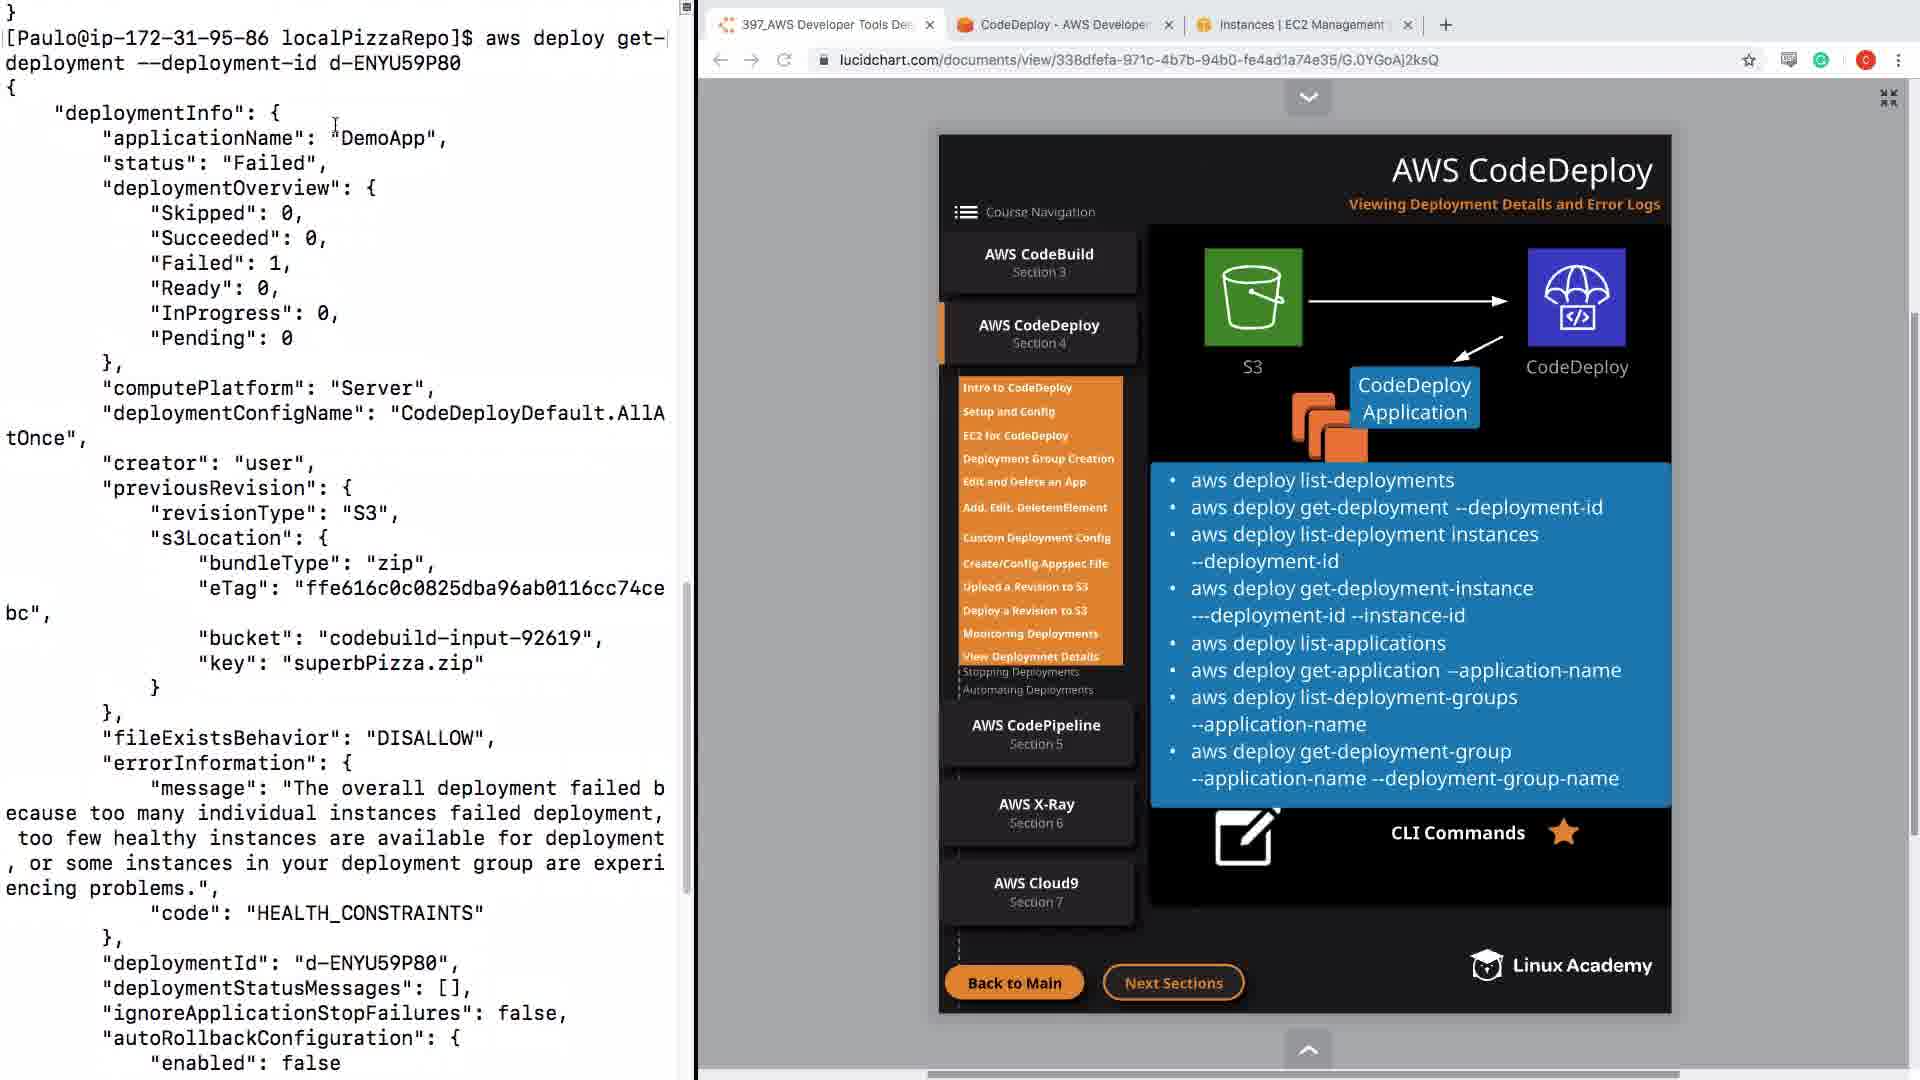 }
[Paulo@ip-172-31-95-86 localPizzaRepo]$ aws deploy get-
deployment --deployment-id d-ENYU59P80
{
"deploymentInfo": {
"applicationName": "DemoApp",
"status": "Failed",
"deploymentOverview": {
"Skipped": 0,
"Succeeded": 0,
"Failed": 1,
"Ready": 0,
"InProgress": 0,
"Pending": 0
},
"computePlatform": "Server",
"deploymentConfigName": "CodeDeployDefault.AllA
tOnce",
"creator": "user",
"previousRevision": {
"revisionType": "S3",
"s3Location": {
"bundleType": "zip",
"eTag": "ffe616c0c0825dba96ab0116cc74ce
bc",
"bucket": "codebuild-input-92619",
"key": "superbPizza.zip"
}
},
"fileExistsBehavior": "DISALLOW",
"errorInformation": {
"message": "The overall deployment failed b
ecause too many individual instances failed deployment,
too few healthy instances are available for deployment
, or some instances in your deployment group are experi
encing problems.",
"code": "HEALTH_CONSTRAINTS"
},
"deploymentId": "d-ENYU59P80",
"deploymentStatusMessages": [],
"ignoreApplicationStopFailures": false,
"autoRollbackConfiguration": {
"enabled": false
397_AWS Developer Tools Dee
CodeDeploy - AWS Developer
Instances | EC2 Management
lucidchart.com/documents/view/338dfefa-971c-4b7b-94b0-fe4ad1a74e35/G.0YGoAj2ksQ
C
AWS CodeDeploy
Viewing Deployment Details and Error Logs
Course Navigation
AWS CodeBuild
Section 3
AWS CodeDeploy
Section 4
Intro to CodeDeploy
Setup and Config
EC2 for CodeDeploy
Deployment Group Creation
Edit and Delete an App
Add, Edit, DeletemElement
Custom Deployment Config
Create/Config Appspec File
Upload a Revision to S3
Deploy a Revision to S3
Monitoring Deployments
View Deploymnet Details
Stopping Deployments
Automating Deployments
AWS CodePipeline
Section 5
AWS X-Ray
Section 6
AWS Cloud9
Section 7
Back to Main
Next Sections
S3
CodeDeploy
CodeDeploy
Application
• aws deploy list-deployments
• aws deploy get-deployment --deployment-id
• aws deploy list-deployment instances
--deployment-id
• aws deploy get-deployment-instance
---deployment-id --instance-id
• aws deploy list-applications
• aws deploy get-application –application-name
• aws deploy list-deployment-groups
--application-name
• aws deploy get-deployment-group
--application-name --deployment-group-name
CLI Commands
Linux Academy